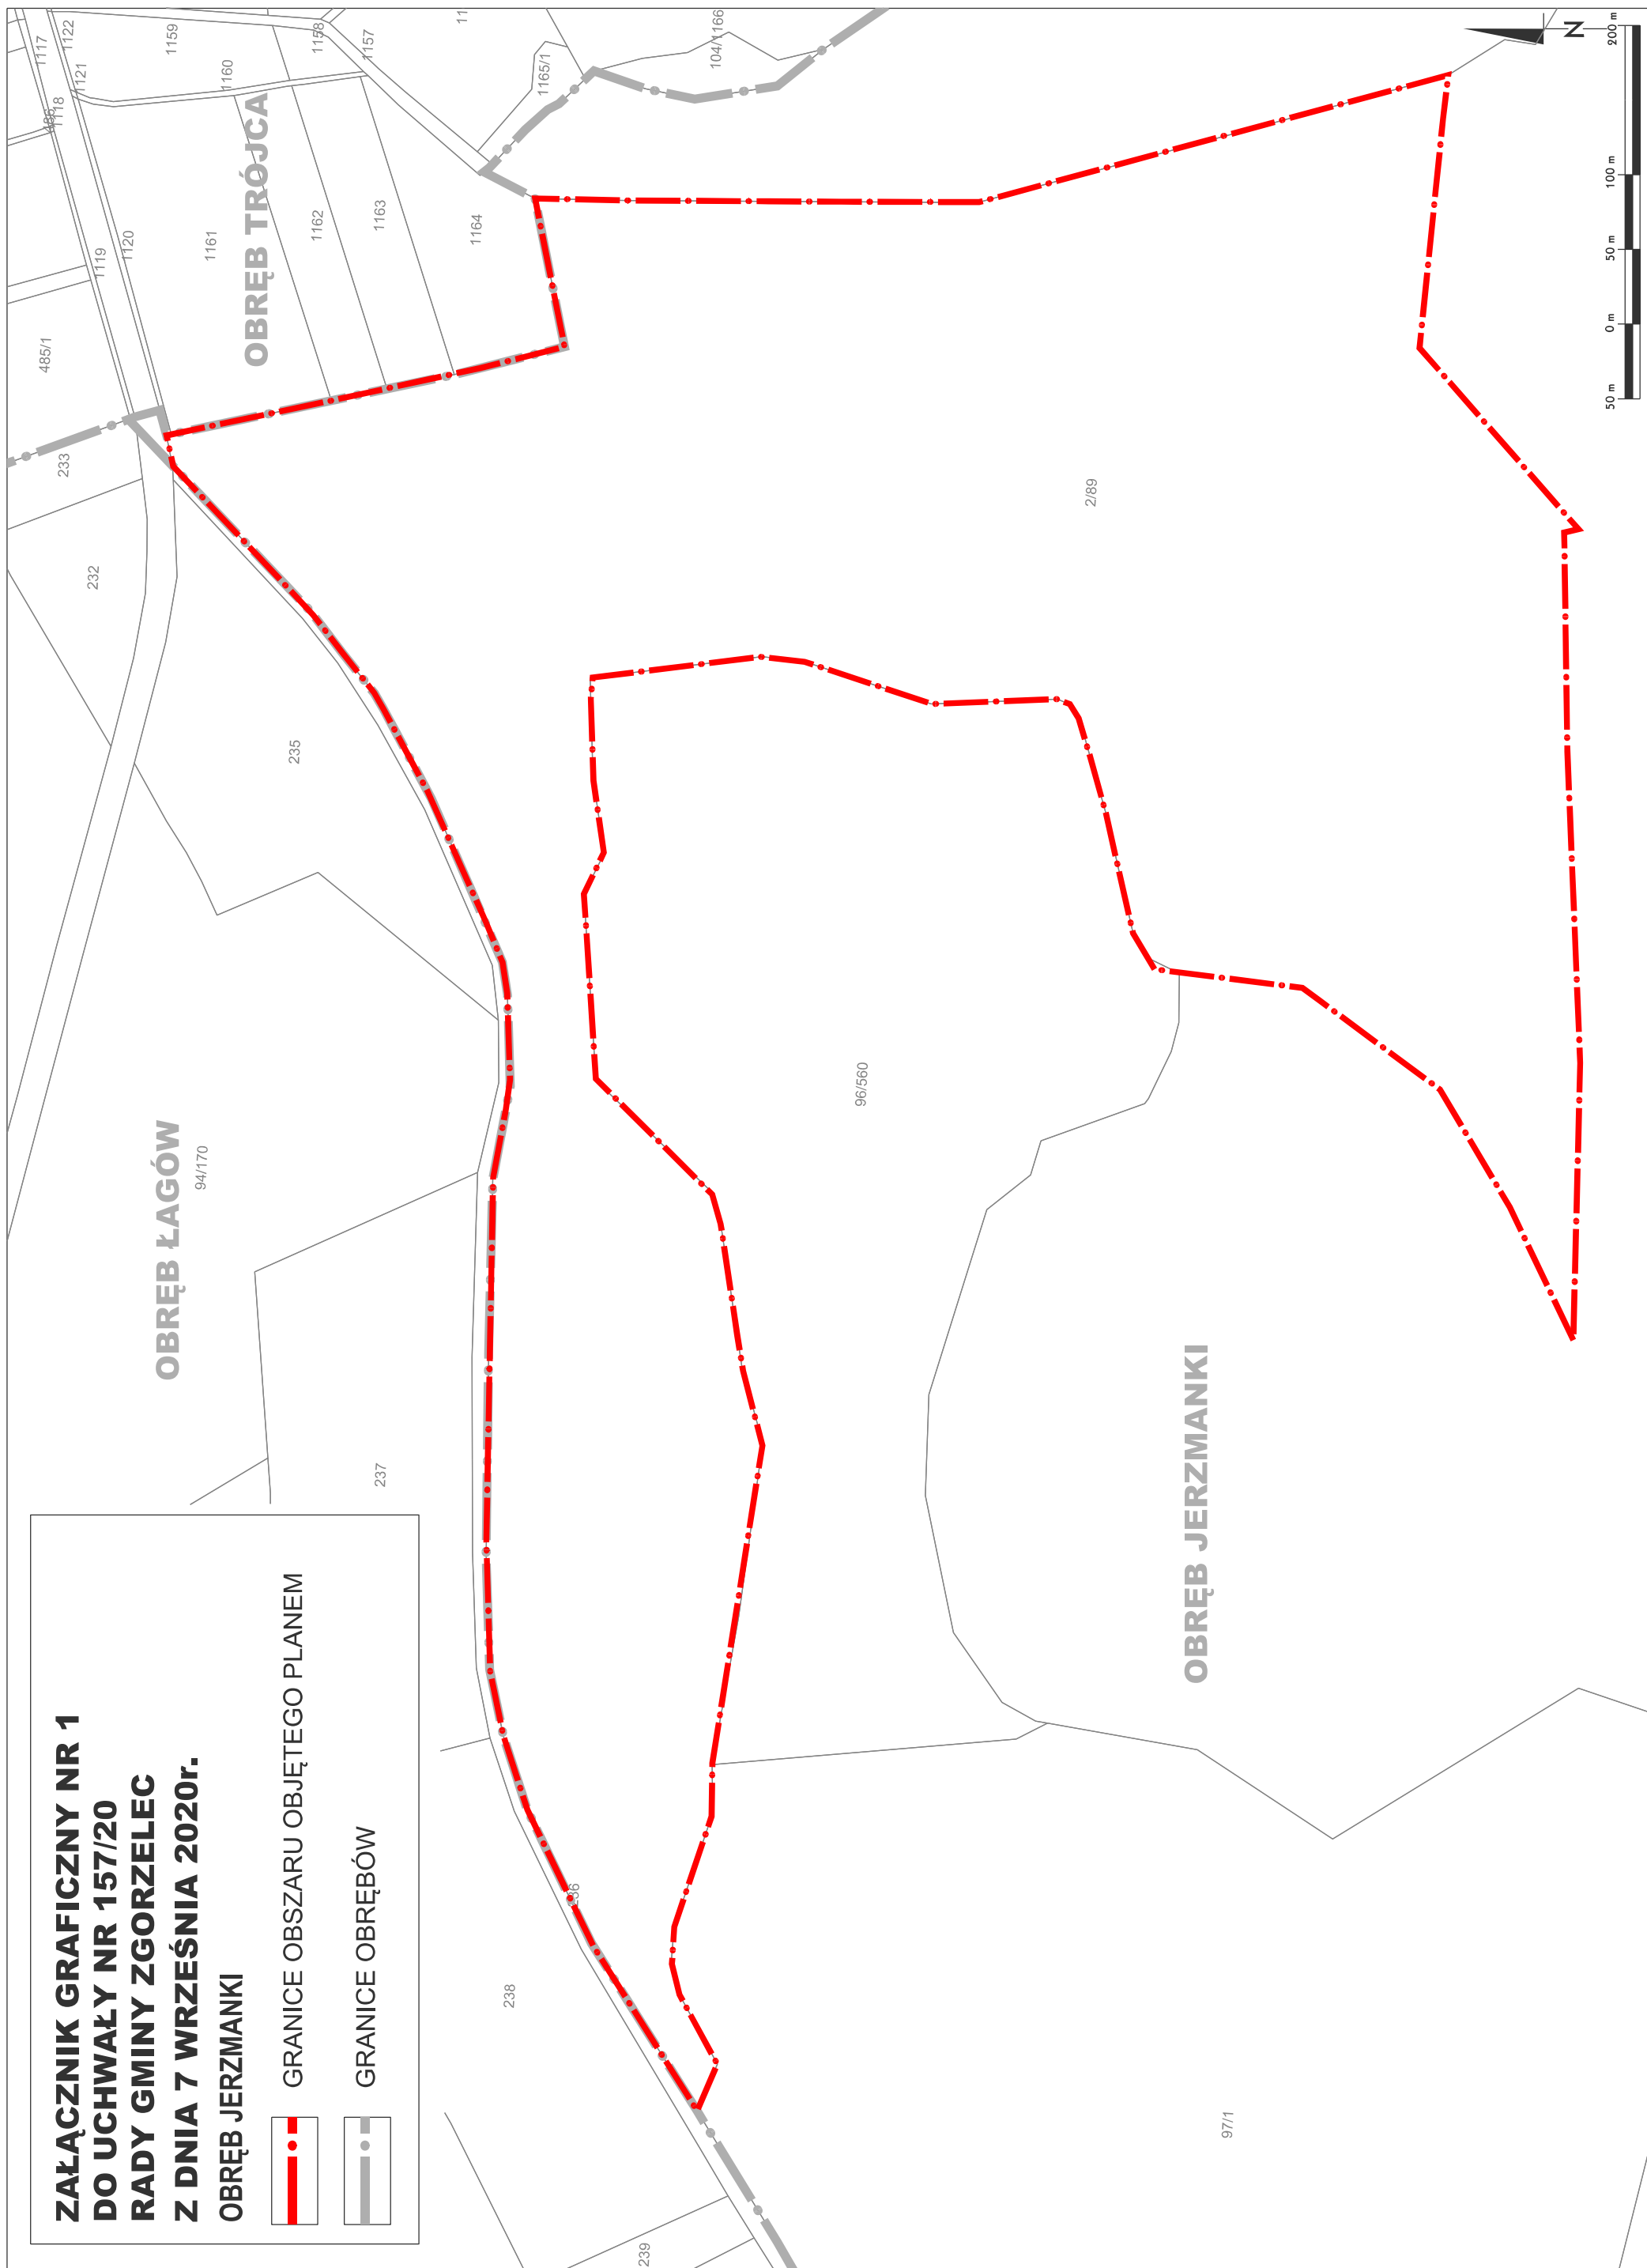 ZAŁĄCZNIK GRAFICZNY NR 1
DO UCHWAŁY NR 157/20
RADY GMINY ZGORZELEC
Z DNIA 7 WRZEŚNIA 2020r.
OBRĘB JERZMANKI
GRANICE OBSZARU OBJĘTEGO PLANEM
GRANICE OBRĘBÓW
OBRĘB ŁAGÓW
94/170
OBRĘB TRÓJCA
OBRĘB JERZMANKI
239
238
236
237
235
232
233
485/1
486
1117
1118
1119
1120
1121
1122
1157
1158
1159
1160
1161
1162
1163
1164
1165/1
11
104/1166
2/89
96/560
97/1
N
50 m
0 m
50 m
100 m
200 m